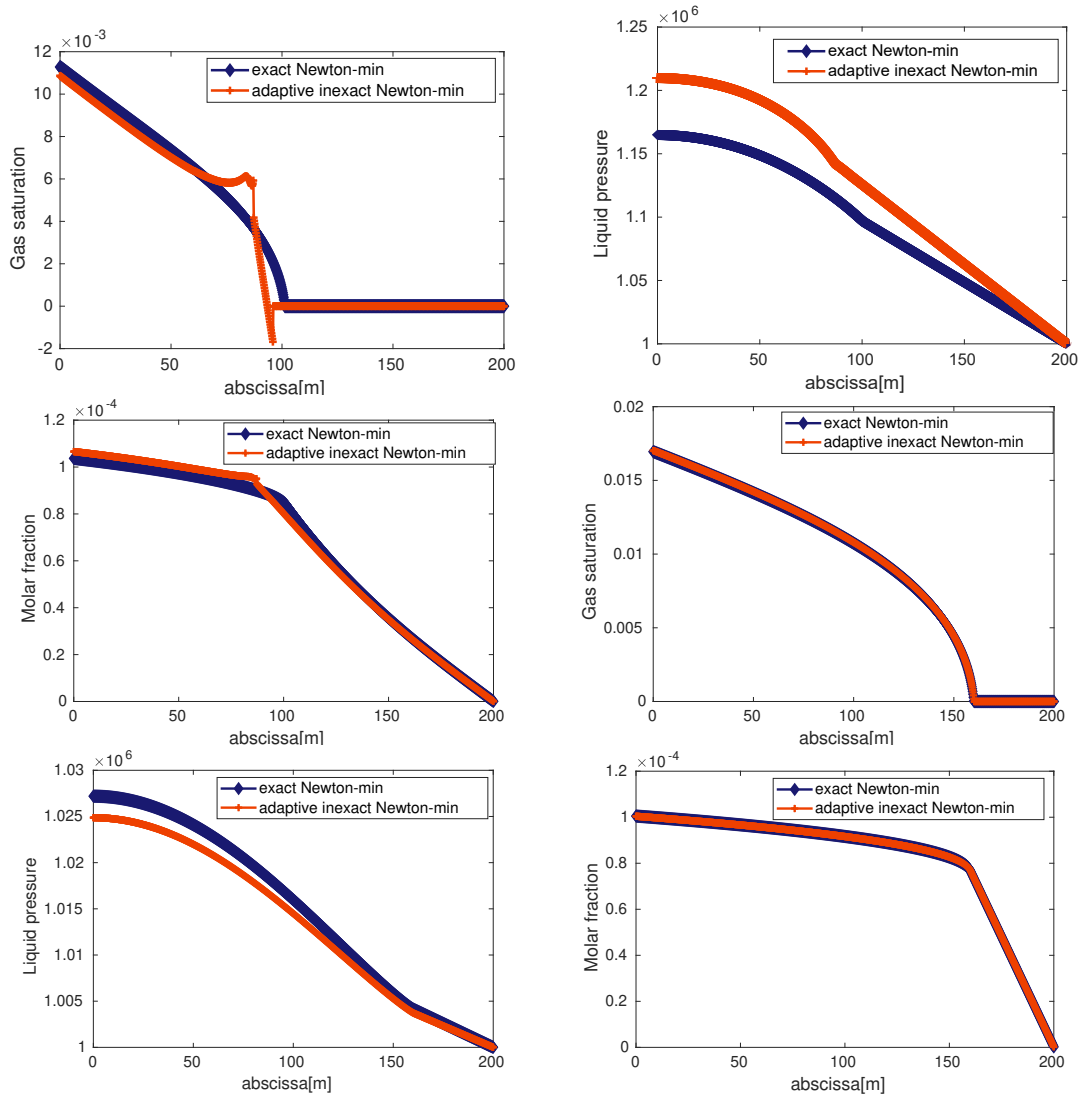 ×10⁻³
12
10
8
6
4
2
0
-2
Gas saturation
exact Newton-min
adaptive inexact Newton-min
0 50 100 150 200
abscissa[m]
×10⁶
1.25
1.2
1.15
1.1
1.05
1
Liquid pressure
exact Newton-min
adaptive inexact Newton-min
0 50 100 150 200
abscissa[m]
×10⁻⁴
1.2
1
0.8
0.6
0.4
0.2
0
Molar fraction
exact Newton-min
adaptive inexact Newton-min
0 50 100 150 200
abscissa[m]
0.02
0.015
0.01
0.005
0
Gas saturation
exact Newton-min
adaptive inexact Newton-min
0 50 100 150 200
abscissa[m]
×10⁶
1.03
1.025
1.02
1.015
1.01
1.005
1
Liquid pressure
exact Newton-min
adaptive inexact Newton-min
0 50 100 150 200
abscissa[m]
×10⁻⁴
1.2
1
0.8
0.6
0.4
0.2
0
Molar fraction
exact Newton-min
adaptive inexact Newton-min
0 50 100 150 200
abscissa[m]